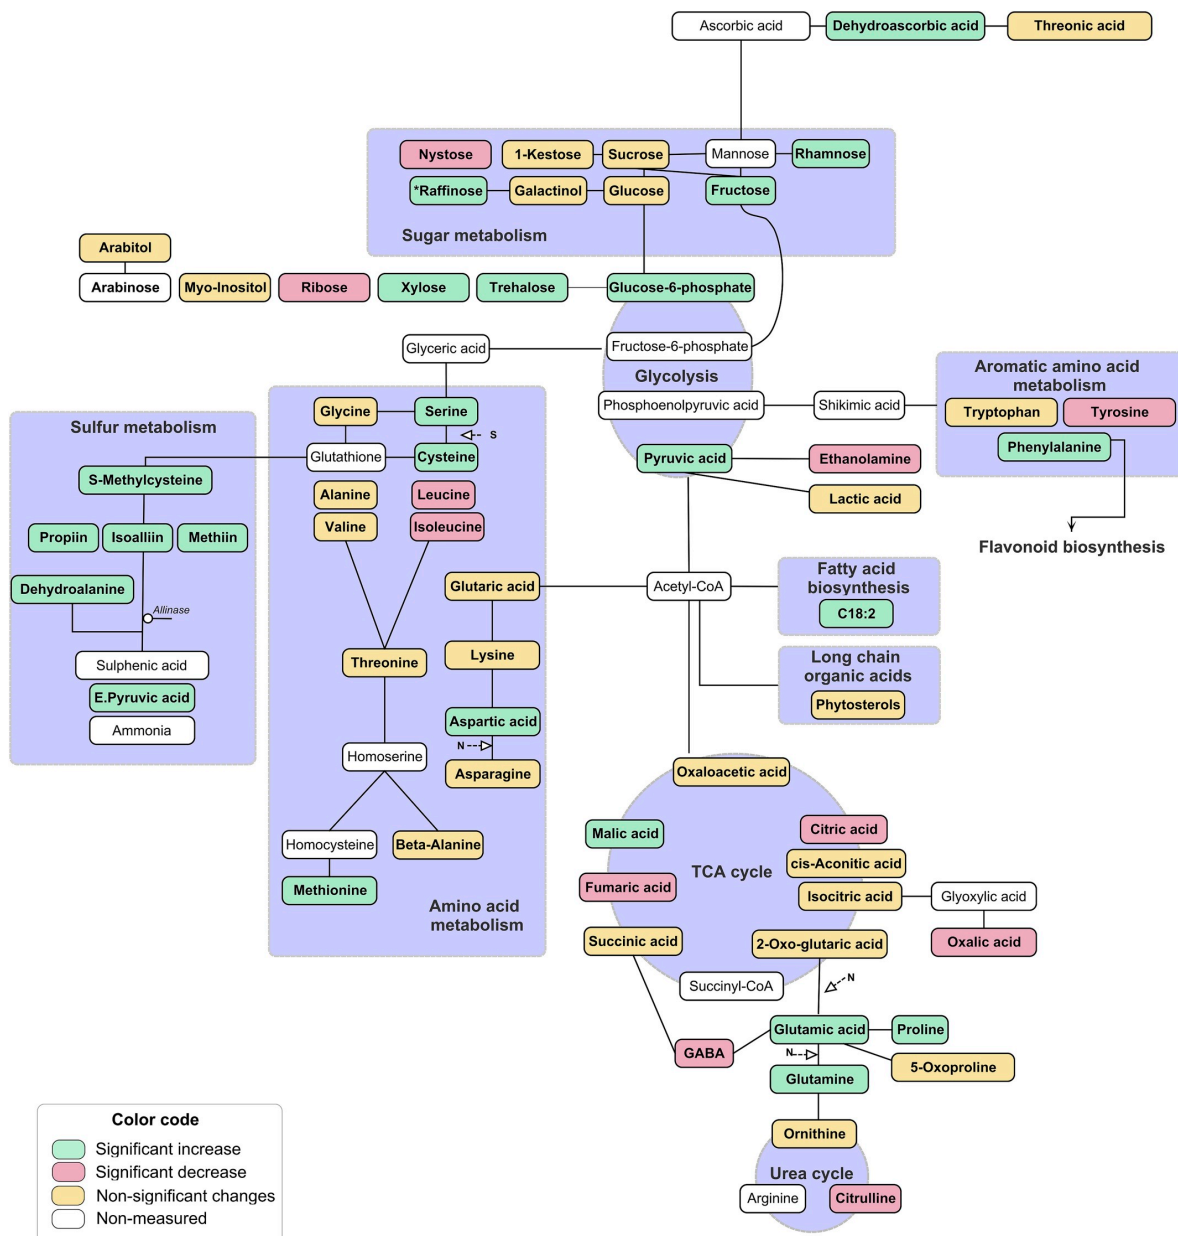 Ascorbic acid
Dehydroascorbic acid
Threonic acid
Nystose
1-Kestose
Sucrose
Mannose
Rhamnose
*Raffinose
Galactinol
Glucose
Fructose
Sugar metabolism
Arabitol
Arabinose
Myo-Inositol
Ribose
Xylose
Trehalose
Glucose-6-phosphate
Glyceric acid
Fructose-6-phosphate
Glycolysis
Phosphoenolpyruvic acid
Shikimic acid
Aromatic amino acid
metabolism
Tryptophan
Tyrosine
Phenylalanine
Flavonoid biosynthesis
Pyruvic acid
Ethanolamine
Lactic acid
Sulfur metabolism
S-Methylcysteine
Propiin
Isoalliin
Methiin
Dehydroalanine
Allinase
Sulphenic acid
E.Pyruvic acid
Ammonia
Glycine
Serine
S
Glutathione
Cysteine
Alanine
Leucine
Valine
Isoleucine
Glutaric acid
Threonine
Lysine
Aspartic acid
N
Homoserine
Asparagine
Homocysteine
Beta-Alanine
Methionine
Amino acid
metabolism
Acetyl-CoA
Fatty acid
biosynthesis
C18:2
Long chain
organic acids
Phytosterols
Oxaloacetic acid
Malic acid
Citric acid
TCA cycle
cis-Aconitic acid
Fumaric acid
Isocitric acid
Glyoxylic acid
Succinic acid
2-Oxo-glutaric acid
Oxalic acid
Succinyl-CoA
N
Glutamic acid
Proline
GABA
N
5-Oxoproline
Glutamine
Ornithine
Urea cycle
Arginine
Citrulline
Color code
Significant increase
Significant decrease
Non-significant changes
Non-measured